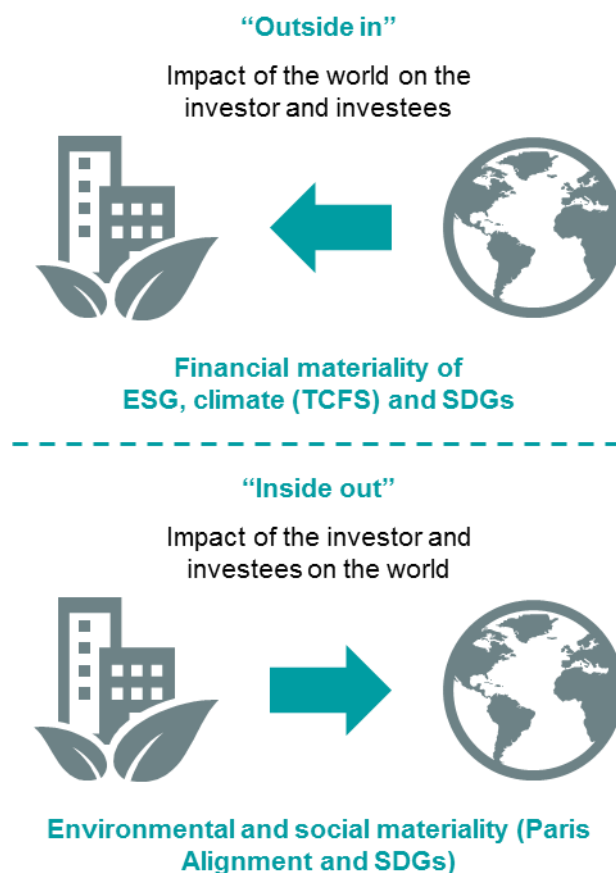 “Outside in”
Impact of the world on the
investor and investees
Financial materiality of
ESG, climate (TCFS) and SDGs
“Inside out”
Impact of the investor and
investees on the world
Environmental and social materiality (Paris
Alignment and SDGs)